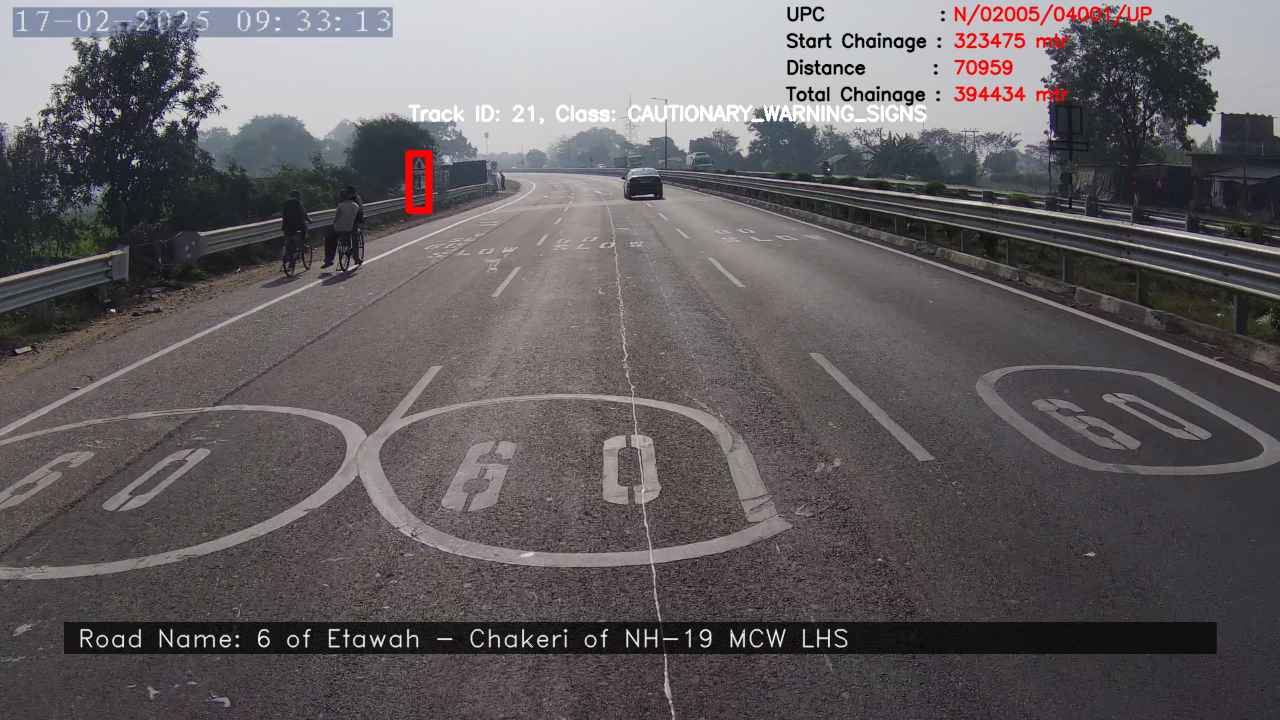 17-02-2025 09:33:13
UPC : N/02005/04001/UP
Start Chainage : 323475 mtr
Distance : 70959
Total Chainage : 394434 mtr
Track ID: 21, Class: CAUTIONARY_WARNING_SIGNS
SLOW
60 60 60
Road Name: 6 of Etawah - Chakeri of NH-19 MCW LHS